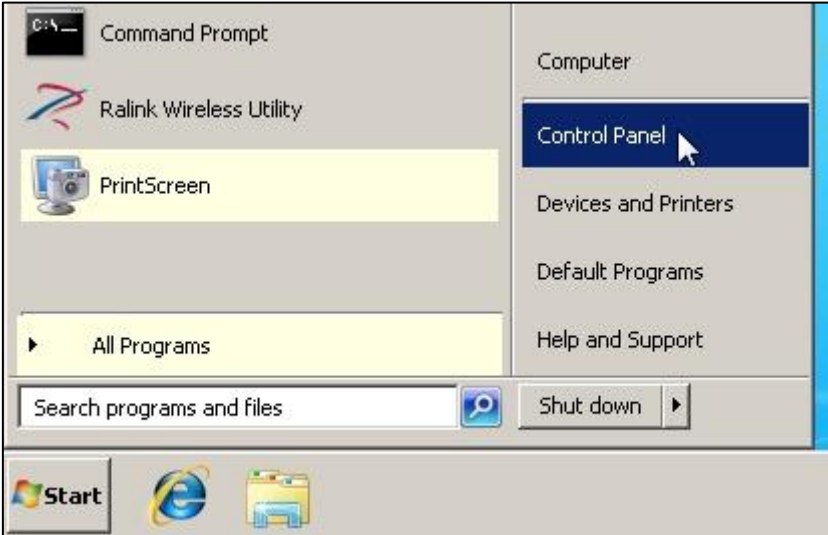 C:\_
Command Prompt
Ralink Wireless Utility
PrintScreen
All Programs
Search programs and files
Computer
Control Panel
Devices and Printers
Default Programs
Help and Support
Shut down
Start